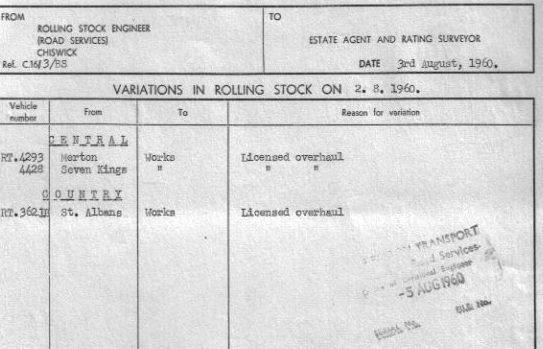 FROM
ROLLING STOCK ENGINEER
(ROAD SERVICES)
CHISWICK
Ref. C.16/3/BS
TO
ESTATE AGENT AND RATING SURVEYOR
DATE 3rd August, 1960.
VARIATIONS IN ROLLING STOCK ON 2. 8. 1960.
Vehicle number From To Reason for variation
CENTRAL
RT.4293 Merton Works Licensed overhaul
4428 Seven Kings " " "
COUNTRY
St. Albans Works Licensed overhaul
TRANSPORT
Services
Engineer
-5 AUG 1960